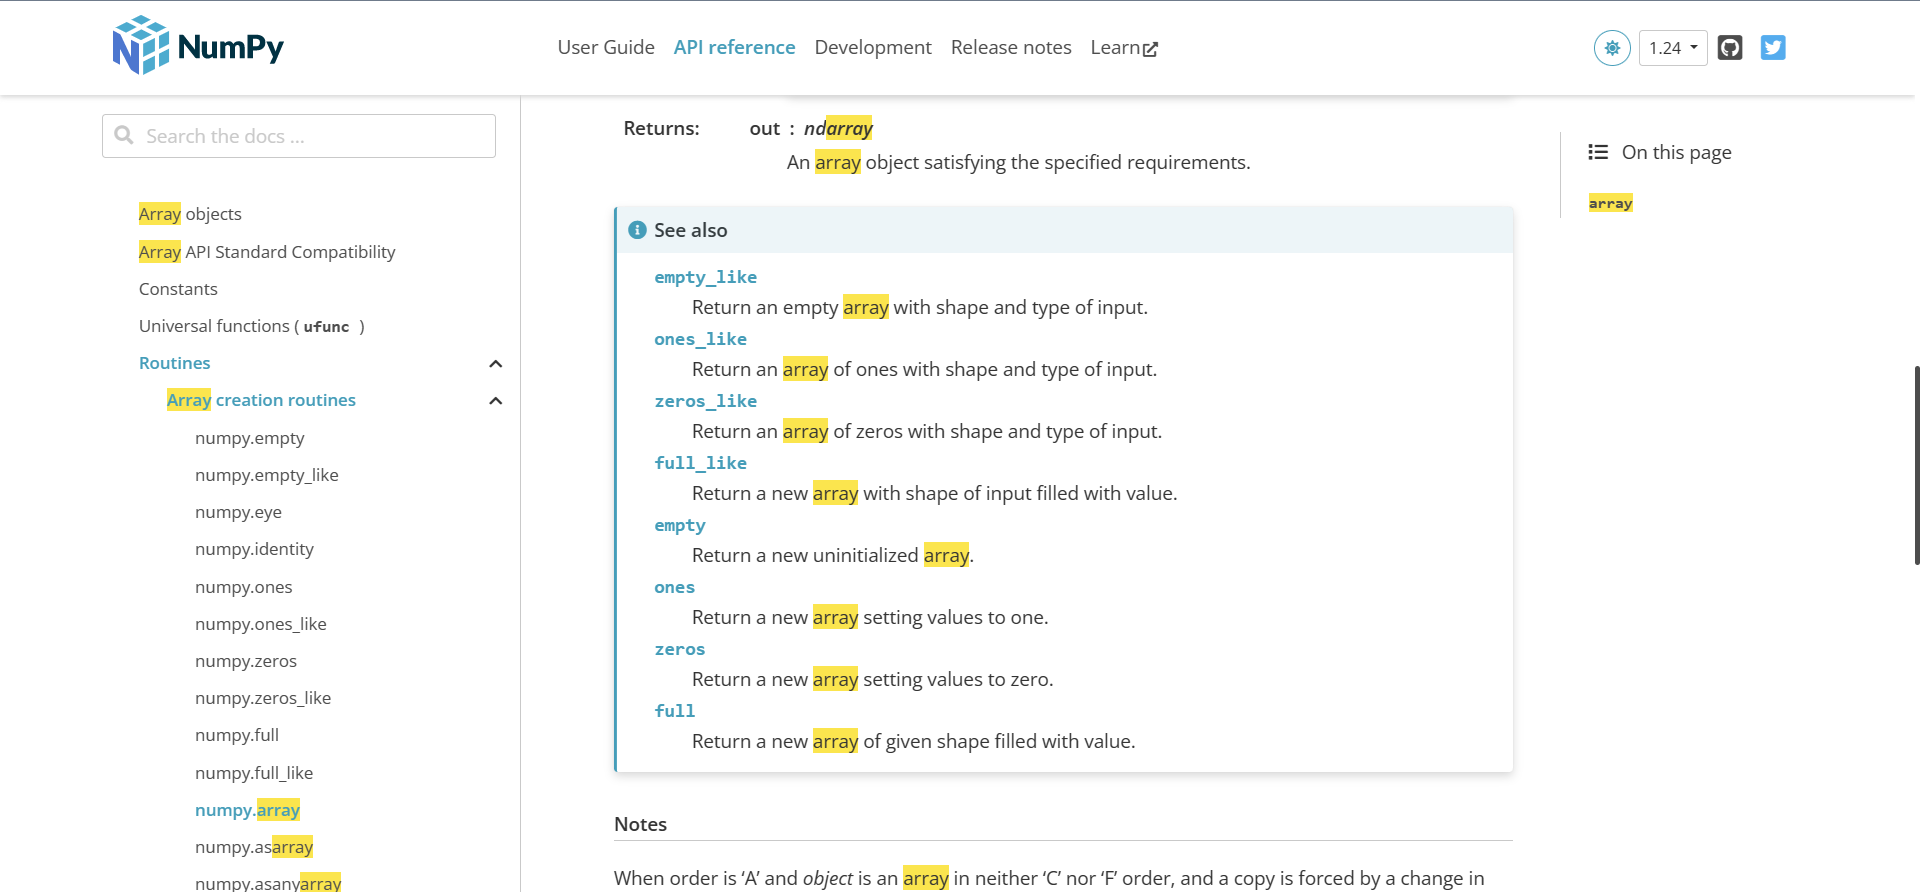 NumPy
User Guide API reference Development Release notes Learn
1.24
Search the docs ...
Array objects
Array API Standard Compatibility
Constants
Universal functions ( ufunc )
Routines
Array creation routines
numpy.empty
numpy.empty_like
numpy.eye
numpy.identity
numpy.ones
numpy.ones_like
numpy.zeros
numpy.zeros_like
numpy.full
numpy.full_like
numpy.array
numpy.asarray
numpy.asanyarray
Returns: out : ndarray
An array object satisfying the specified requirements.
See also
empty_like
Return an empty array with shape and type of input.
ones_like
Return an array of ones with shape and type of input.
zeros_like
Return an array of zeros with shape and type of input.
full_like
Return a new array with shape of input filled with value.
empty
Return a new uninitialized array.
ones
Return a new array setting values to one.
zeros
Return a new array setting values to zero.
full
Return a new array of given shape filled with value.
Notes
When order is ‘A’ and object is an array in neither ‘C’ nor ‘F’ order, and a copy is forced by a change in
On this page
array